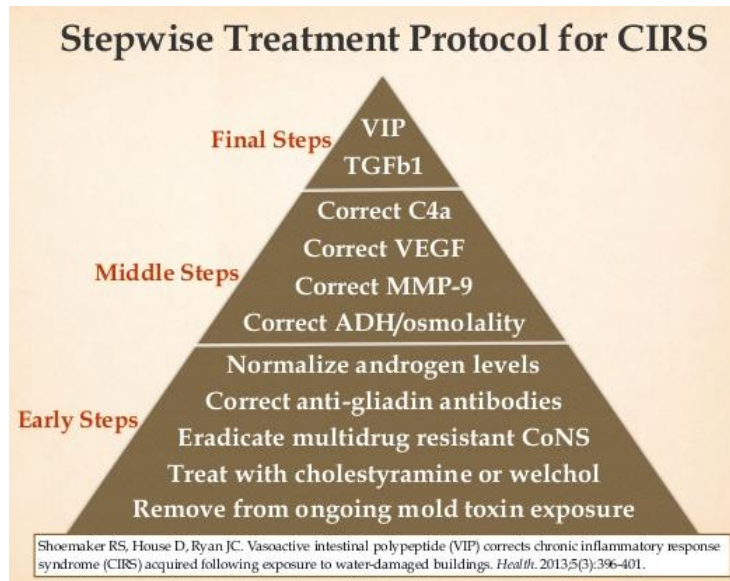 Stepwise Treatment Protocol for CIRS
Final Steps
VIP
TGFb1
Middle Steps
Correct C4a
Correct VEGF
Correct MMP-9
Correct ADH/osmolality
Early Steps
Normalize androgen levels
Correct anti-gliadin antibodies
Eradicate multidrug resistant CoNS
Treat with cholestyramine or welchol
Remove from ongoing mold toxin exposure
Shoemaker RS, House D, Ryan JC. Vasoactive intestinal polypeptide (VIP) corrects chronic inflammatory response
syndrome (CIRS) acquired following exposure to water-damaged buildings. Health. 2013;5(3):396-401.